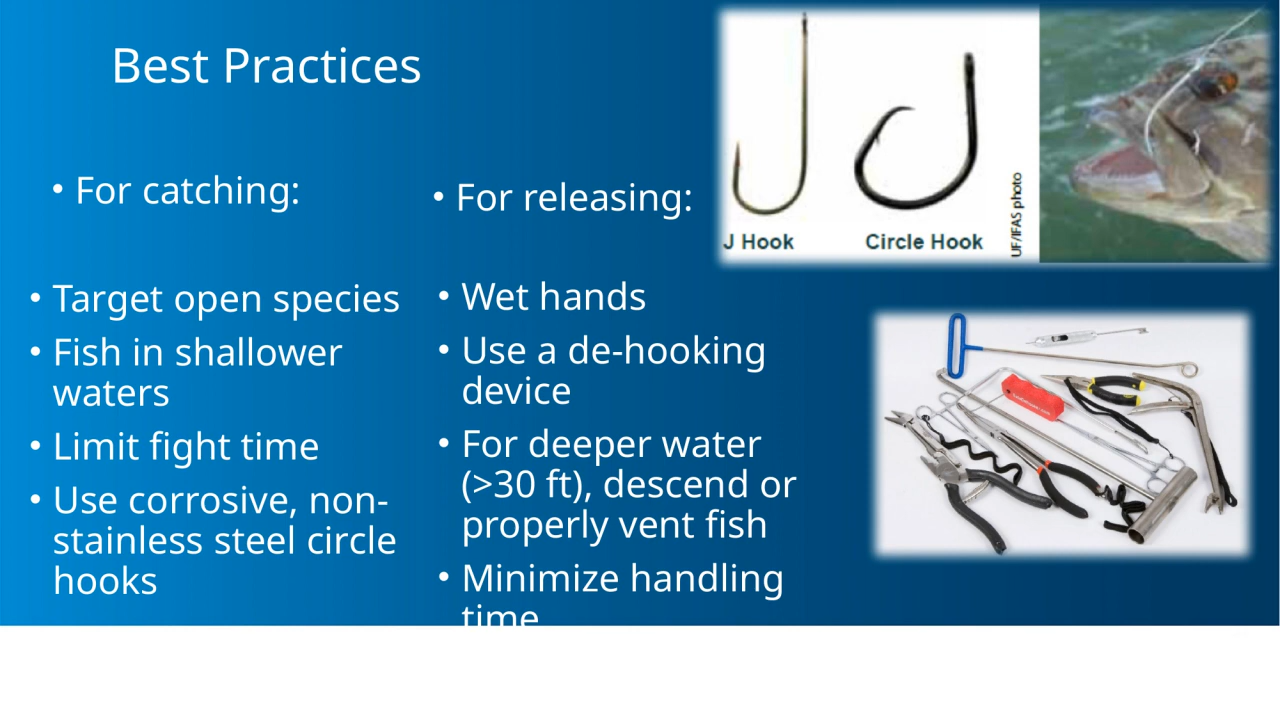 Best Practices
• For catching:
• Target open species
• Fish in shallower
waters
• Limit fight time
• Use corrosive, non-
stainless steel circle
hooks
• For releasing:
• Wet hands
• Use a de-hooking
device
• For deeper water
(>30 ft), descend or
properly vent fish
• Minimize handling
time
J Hook
Circle Hook
UF/IFAS photo